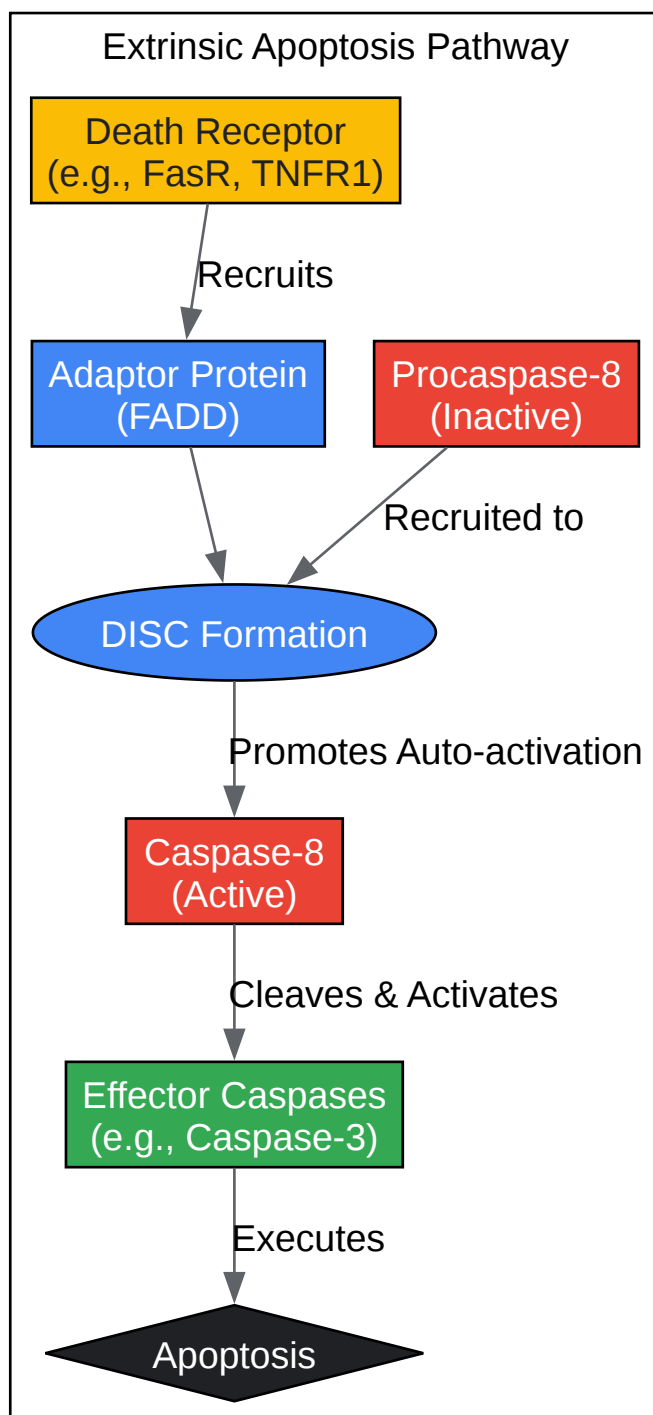 Extrinsic Apoptosis Pathway
Death Receptor
(e.g., FasR, TNFR1)
Recruits
Adaptor Protein
(FADD)
Procaspase-8
(Inactive)
Recruited to
DISC Formation
Promotes Auto-activation
Caspase-8
(Active)
Cleaves & Activates
Effector Caspases
(e.g., Caspase-3)
Executes
Apoptosis